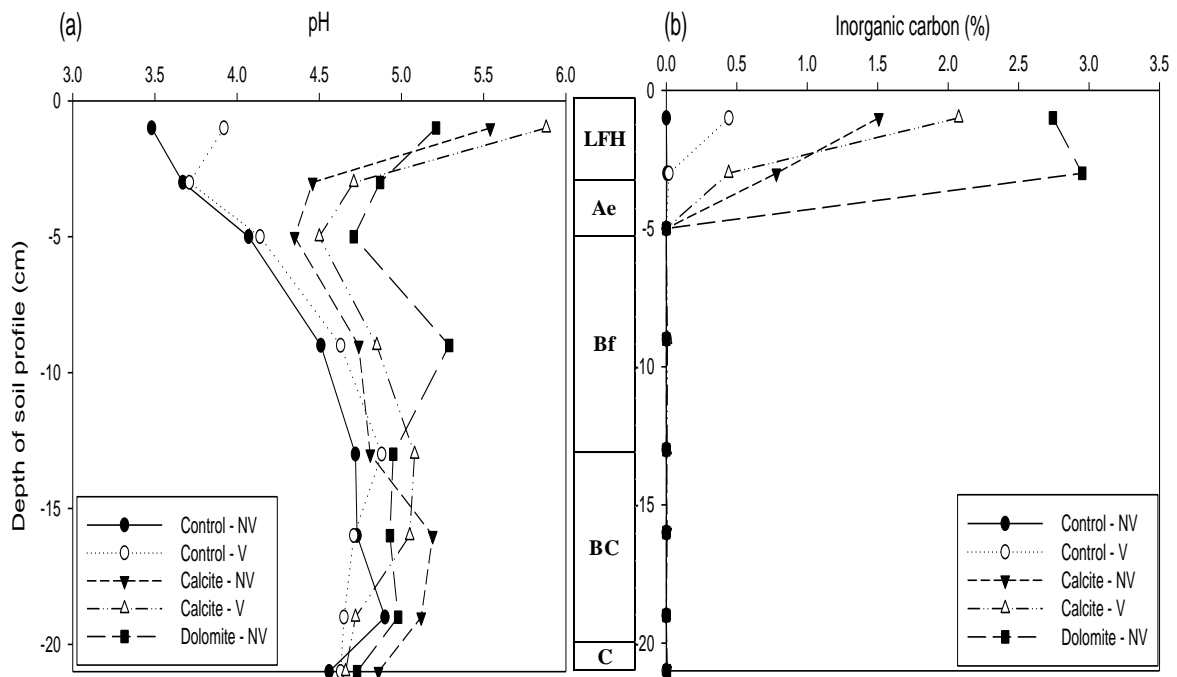 (a)
pH
3.0 3.5 4.0 4.5 5.0 5.5 6.0
Depth of soil profile (cm)
0
-5
-10
-15
-20
Control - NV
Control - V
Calcite - NV
Calcite - V
Dolomite - NV
LFH
Ae
Bf
BC
C
(b)
Inorganic carbon (%)
0.0 0.5 1.0 1.5 2.0 2.5 3.0 3.5
0
-5
-10
-15
-20
Control - NV
Control - V
Calcite - NV
Calcite - V
Dolomite - NV